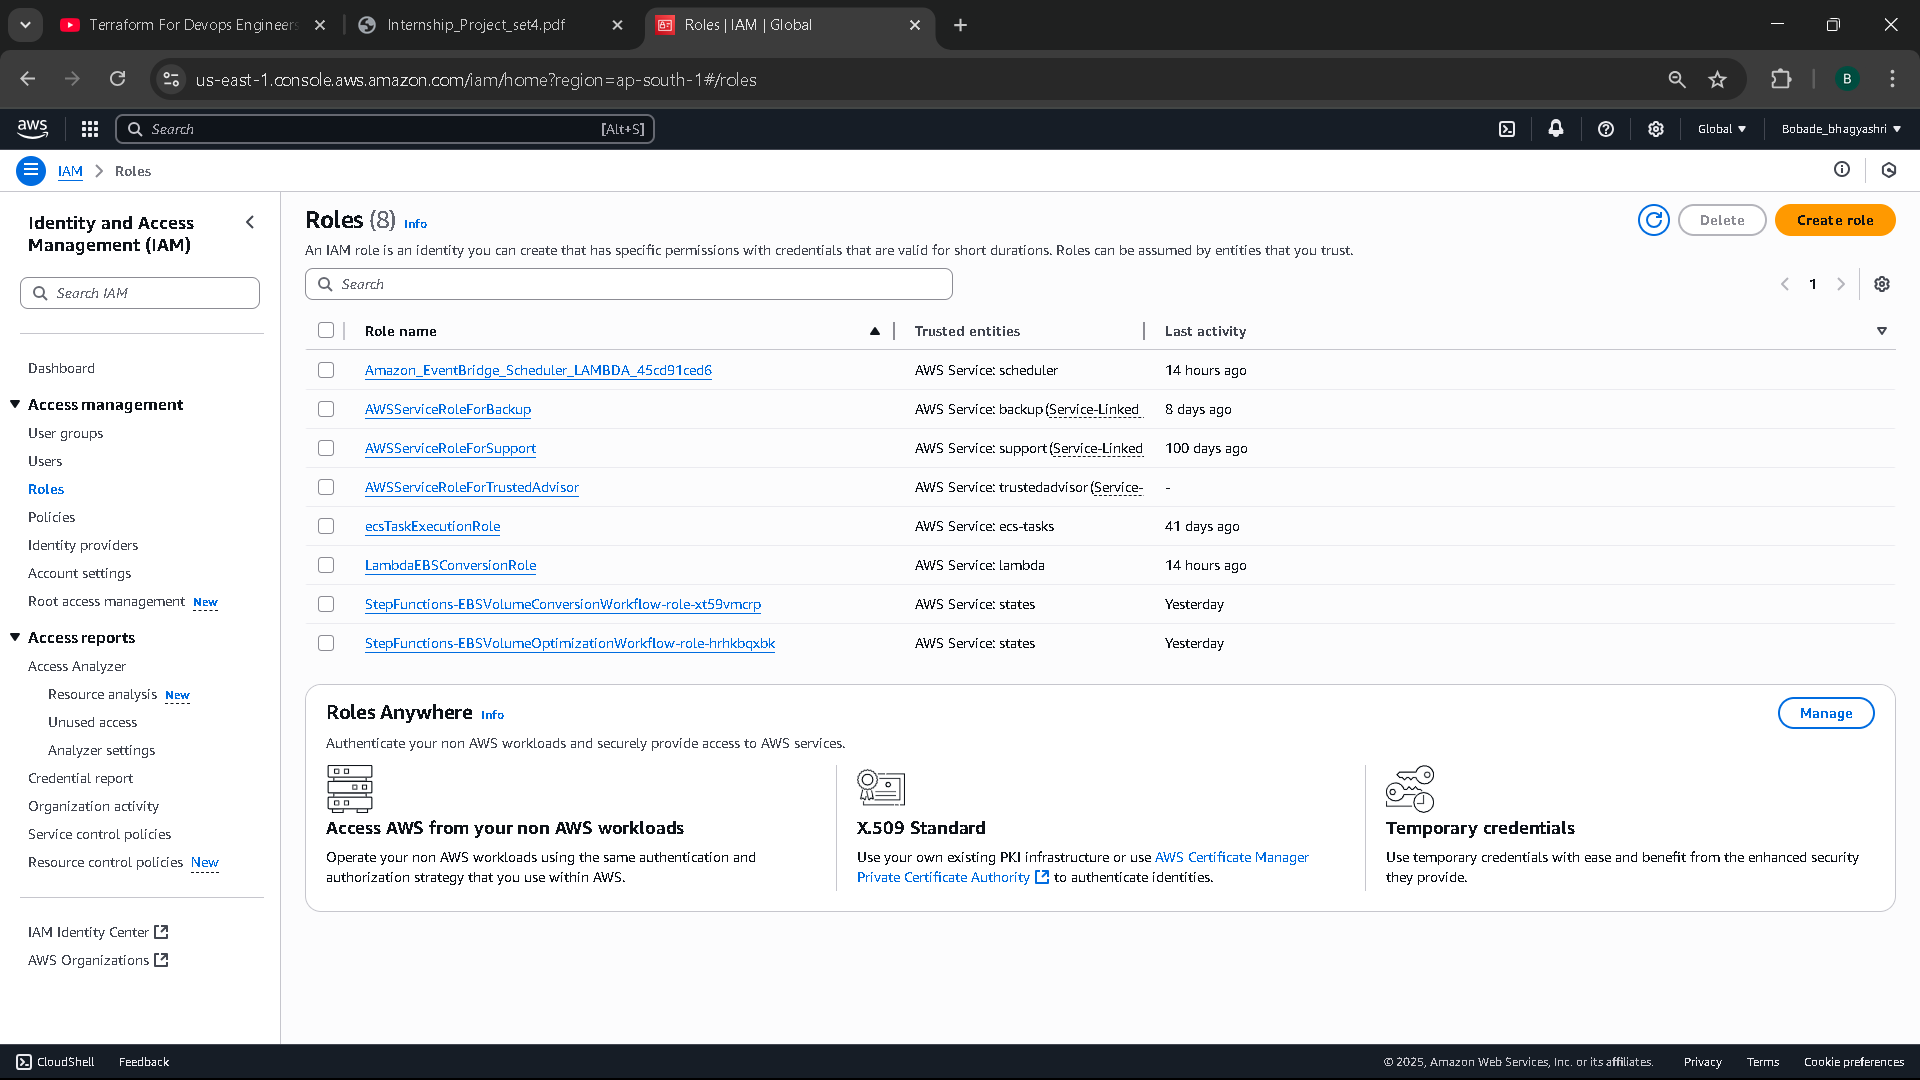 Terraform For Devops Engineers
Internship_Project_set4.pdf
Roles | IAM | Global
us-east-1.console.aws.amazon.com/iam/home?region=ap-south-1#/roles
B
aws
Search
[Alt+S]
Global
Bobade_bhagyashri
IAM
Roles
Identity and Access
Management (IAM)
Search IAM
Dashboard
Access management
User groups
Users
Roles
Policies
Identity providers
Account settings
Root access management New
Access reports
Access Analyzer
Resource analysis New
Unused access
Analyzer settings
Credential report
Organization activity
Service control policies
Resource control policies New
IAM Identity Center
AWS Organizations
Roles (8) Info
Delete
Create role
An IAM role is an identity you can create that has specific permissions with credentials that are valid for short durations. Roles can be assumed by entities that you trust.
Search
1
Role name Trusted entities Last activity
Amazon_EventBridge_Scheduler_LAMBDA_45cd91ced6 AWS Service: scheduler 14 hours ago
AWSServiceRoleForBackup AWS Service: backup (Service-Linked 8 days ago
AWSServiceRoleForSupport AWS Service: support (Service-Linked 100 days ago
AWSServiceRoleForTrustedAdvisor AWS Service: trustedadvisor (Service- -
ecsTaskExecutionRole AWS Service: ecs-tasks 41 days ago
LambdaEBSConversionRole AWS Service: lambda 14 hours ago
StepFunctions-EBSVolumeConversionWorkflow-role-xt59vmcrp AWS Service: states Yesterday
StepFunctions-EBSVolumeOptimizationWorkflow-role-hrhkbqxbk AWS Service: states Yesterday
Roles Anywhere Info
Manage
Authenticate your non AWS workloads and securely provide access to AWS services.
Access AWS from your non AWS workloads
Operate your non AWS workloads using the same authentication and
authorization strategy that you use within AWS.
X.509 Standard
Use your own existing PKI infrastructure or use AWS Certificate Manager
Private Certificate Authority to authenticate identities.
Temporary credentials
Use temporary credentials with ease and benefit from the enhanced security
they provide.
CloudShell
Feedback
© 2025, Amazon Web Services, Inc. or its affiliates.
Privacy
Terms
Cookie preferences